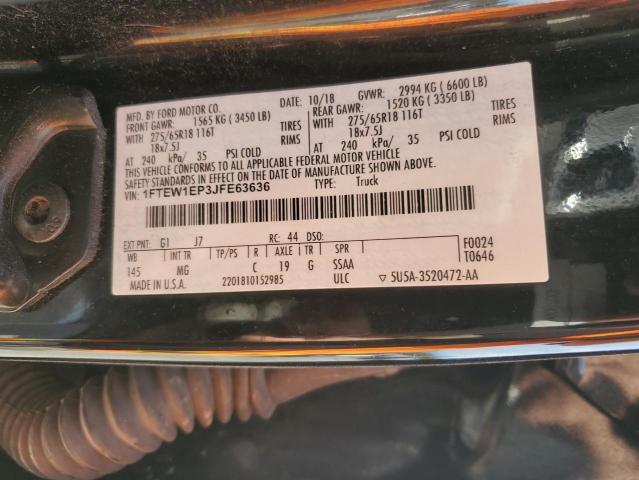 MFD. BY FORD MOTOR CO. DATE: 10/18 GVWR: 2994 KG ( 6600 LB)
FRONT GAWR: 1565 KG ( 3450 LB) REAR GAWR: 1520 KG ( 3350 LB)
WITH 275/65R18 116T TIRES WITH 275/65R18 116T TIRES
18x7.5J RIMS 18x7.5J RIMS
AT 240 kPa/ 35 PSI COLD AT 240 kPa/ 35 PSI COLD
THIS VEHICLE CONFORMS TO ALL APPLICABLE FEDERAL MOTOR VEHICLE
SAFETY STANDARDS IN EFFECT ON THE DATE OF MANUFACTURE SHOWN ABOVE.
VIN: 1FTEW1EP3JFE63636 TYPE: Truck
EXT PNT: G1 J7 RC: 44 DSO: F0024
WB INT TR TP/PS R AXLE TR SPR T0646
145 MG C 19 G SSAA
MADE IN U.S.A. 2201810152985 ULC ▽ 5U5A-3520472-AA